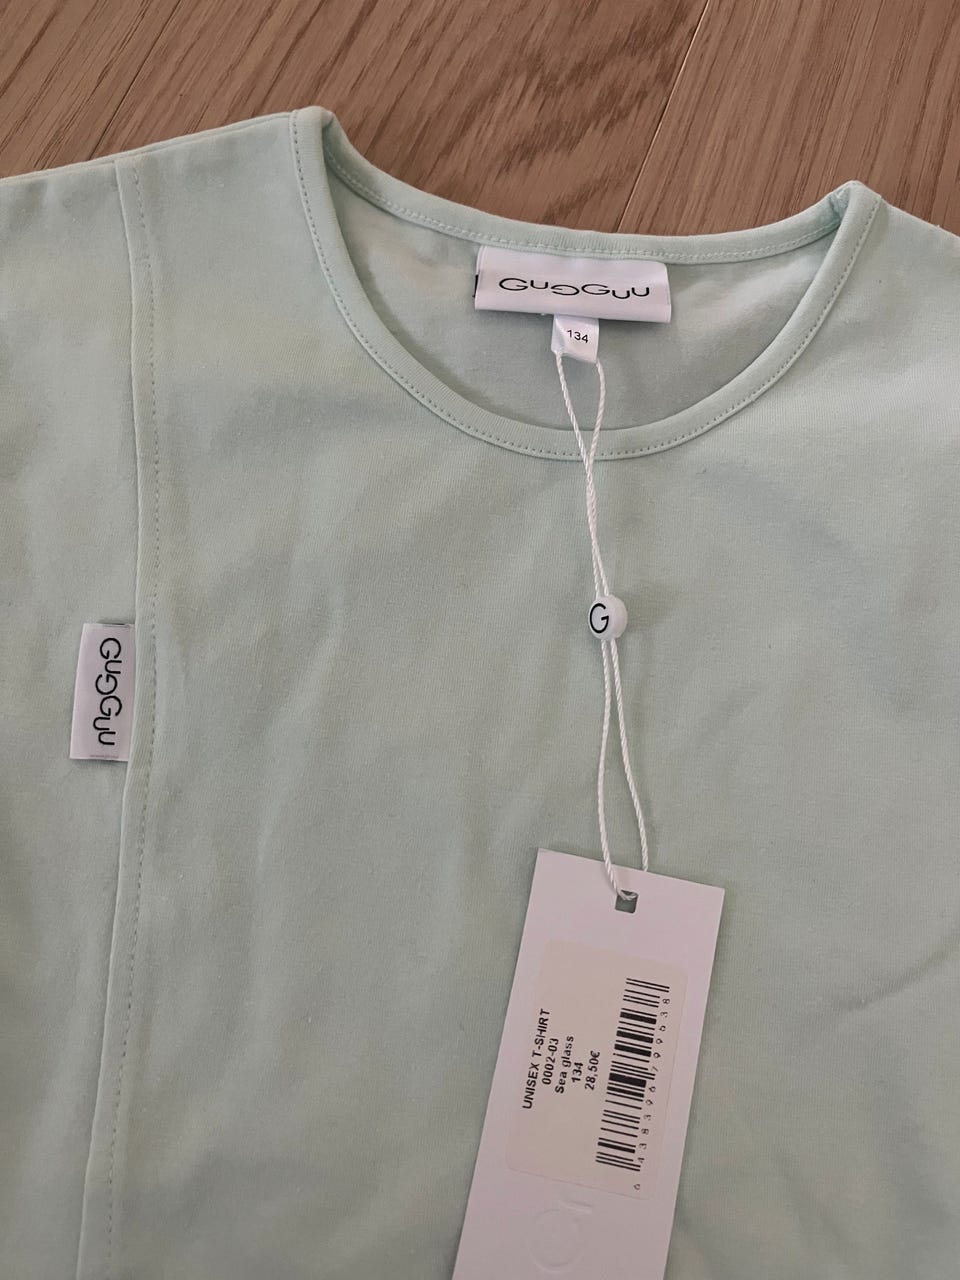 GUGGUU
134
G
GUGGUU
UNISEX T-SHIRT
0002-03
Sea glass
134
28,50€